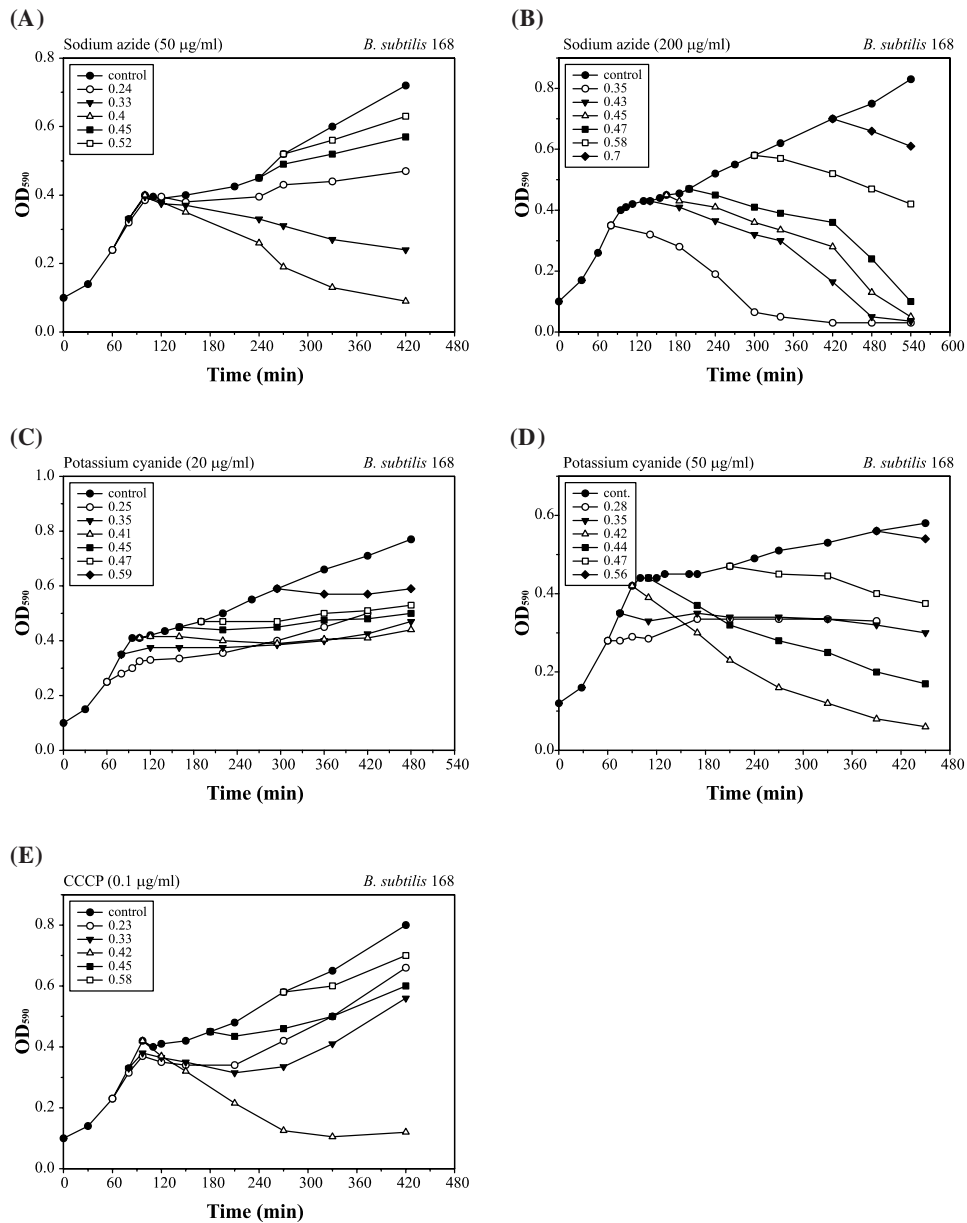 (A)
Sodium azide (50 µg/ml) B. subtilis 168
control
0.24
0.33
0.4
0.45
0.52
OD590
0.8
0.6
0.4
0.2
0.0
0 60 120 180 240 300 360 420 480
Time (min)
(B)
Sodium azide (200 µg/ml) B. subtilis 168
control
0.35
0.43
0.45
0.47
0.58
0.7
OD590
0.8
0.6
0.4
0.2
0.0
0 60 120 180 240 300 360 420 480 540 600
Time (min)
(C)
Potassium cyanide (20 µg/ml) B. subtilis 168
control
0.25
0.35
0.41
0.45
0.47
0.59
OD590
1.0
0.8
0.6
0.4
0.2
0.0
0 60 120 180 240 300 360 420 480 540
Time (min)
(D)
Potassium cyanide (50 µg/ml) B. subtilis 168
cont.
0.28
0.35
0.42
0.44
0.47
0.56
OD590
0.6
0.4
0.2
0.0
0 60 120 180 240 300 360 420 480
Time (min)
(E)
CCCP (0.1 µg/ml) B. subtilis 168
control
0.23
0.33
0.42
0.45
0.58
OD590
0.8
0.6
0.4
0.2
0.0
0 60 120 180 240 300 360 420 480
Time (min)